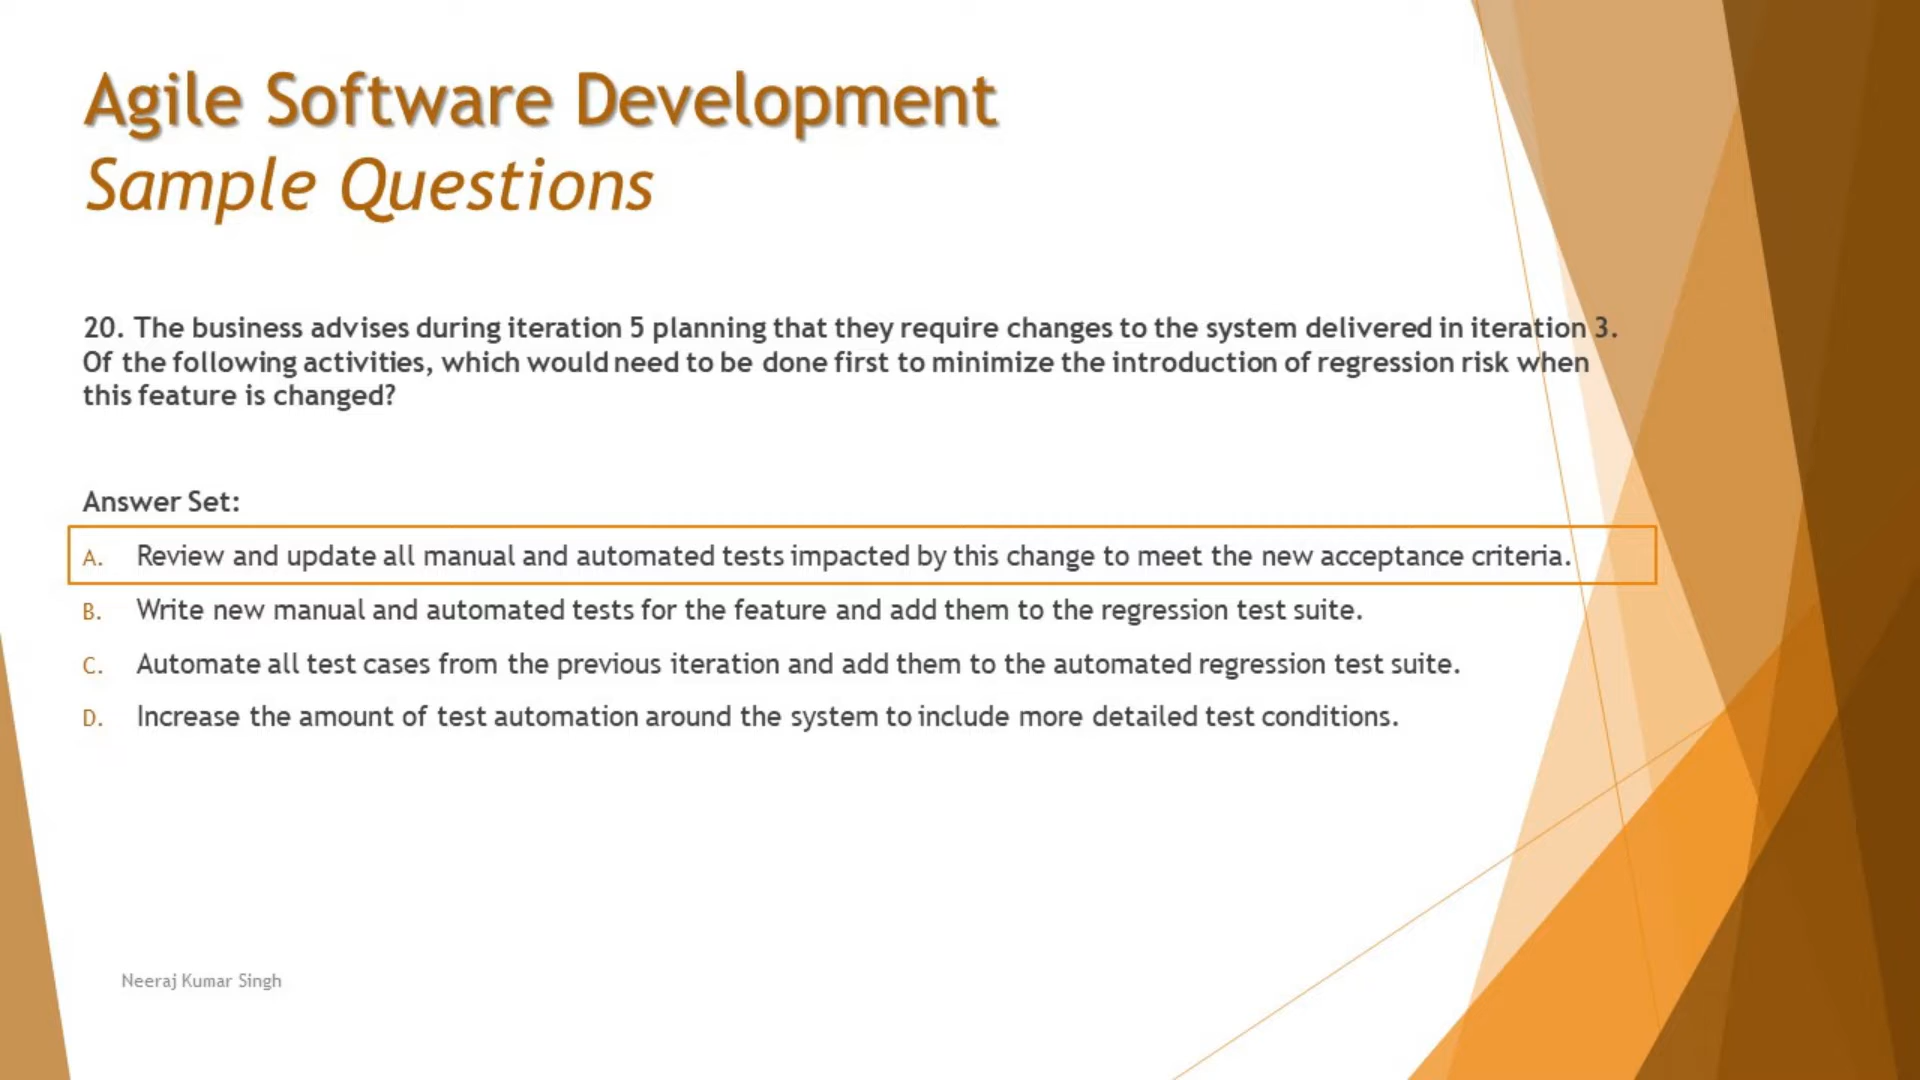 Agile Software Development
Sample Questions
20. The business advises during iteration 5 planning that they require changes to the system delivered in iteration 3.
Of the following activities, which would need to be done first to minimize the introduction of regression risk when
this feature is changed?
Answer Set:
A. Review and update all manual and automated tests impacted by this change to meet the new acceptance criteria.
B. Write new manual and automated tests for the feature and add them to the regression test suite.
C. Automate all test cases from the previous iteration and add them to the automated regression test suite.
D. Increase the amount of test automation around the system to include more detailed test conditions.
Neeraj Kumar Singh